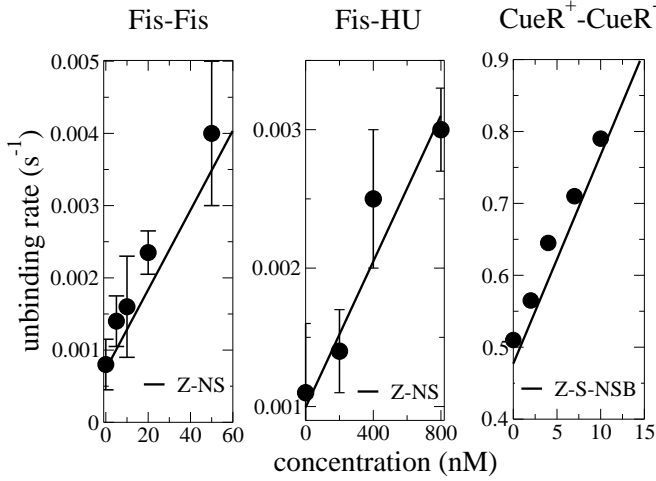 Fis-Fis
Fis-HU
CueR⁺-CueR⁻
unbinding rate (s⁻¹)
0.005
0.004
0.003
0.002
0.001
0
0 20 40 60
Z-NS
0.003
0.002
0.001
0 400 800
Z-NS
0.9
0.8
0.7
0.6
0.5
0.4
0 5 10 15
Z-S-NSB
concentration (nM)